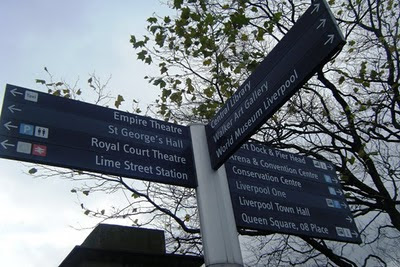 Empire Theatre
St George's Hall
Royal Court Theatre
Lime Street Station
Central Library
Walker Art Gallery
World Museum Liverpool
Dock & Pier Head
Arena & Convention Centre
Conservation Centre
Liverpool One
Liverpool Town Hall
Queen Square, 08 Place